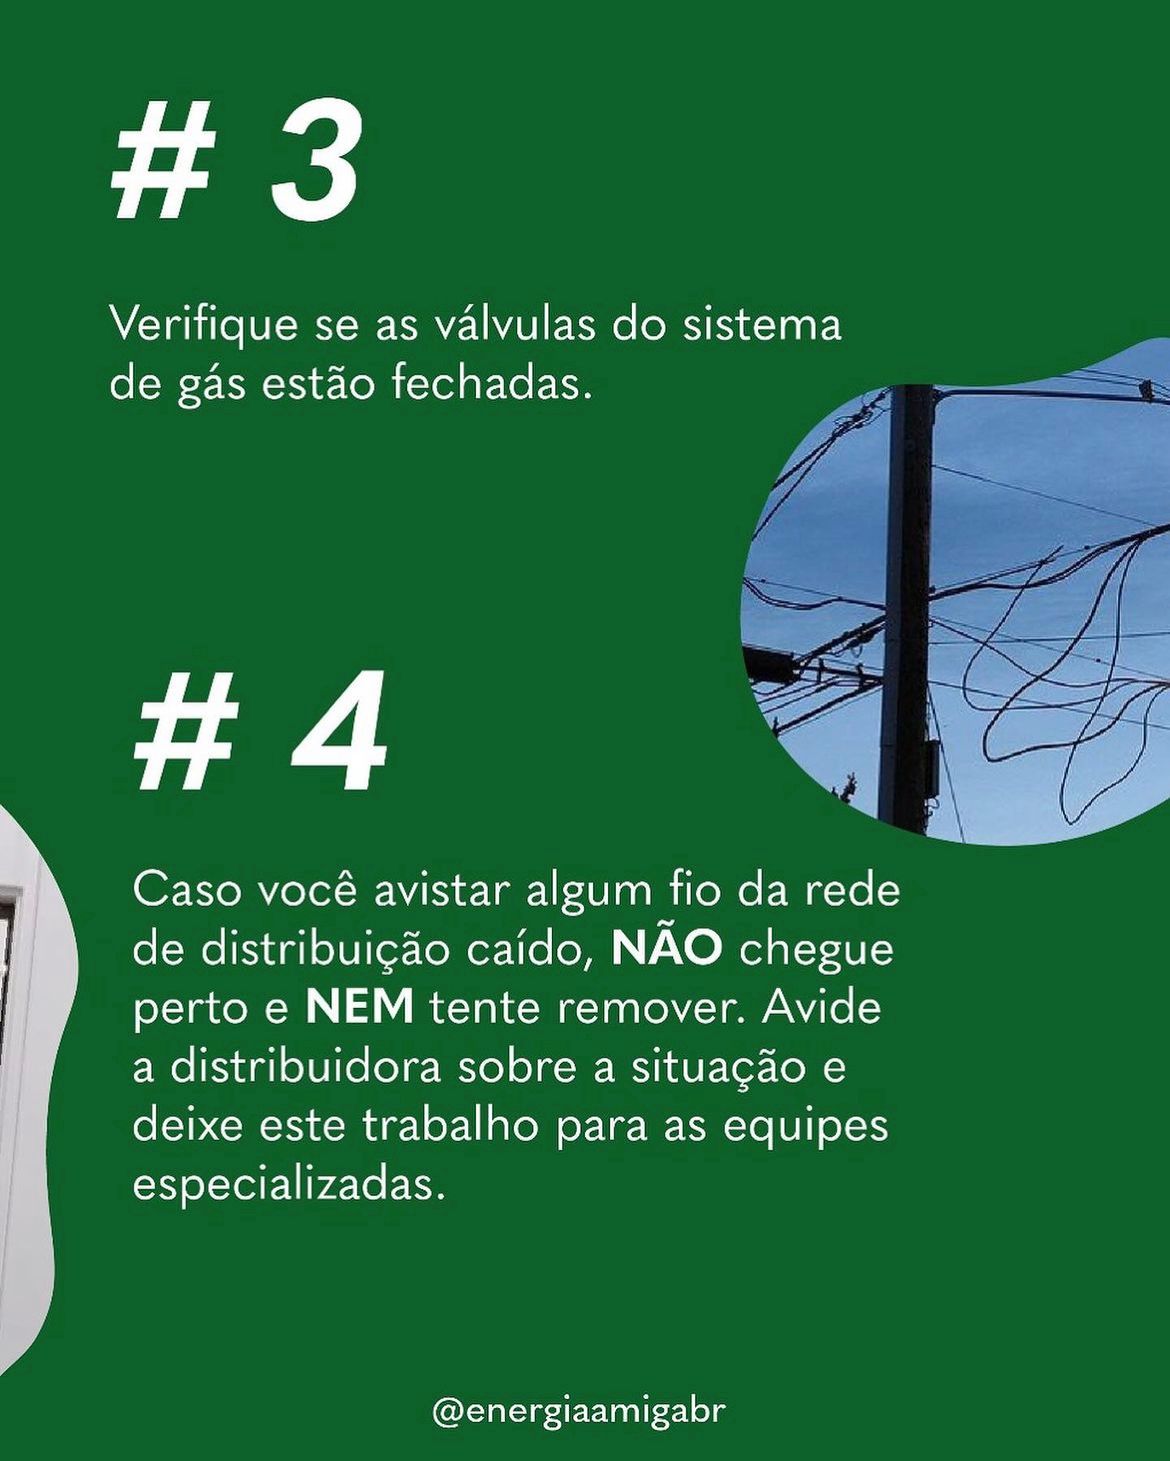 # 3
Verifique se as válvulas do sistema
de gás estão fechadas.
# 4
Caso você avistar algum fio da rede
de distribuição caído, NÃO chegue
perto e NEM tente remover. Avide
a distribuidora sobre a situação e
deixe este trabalho para as equipes
especializadas.
@energiaamigabr